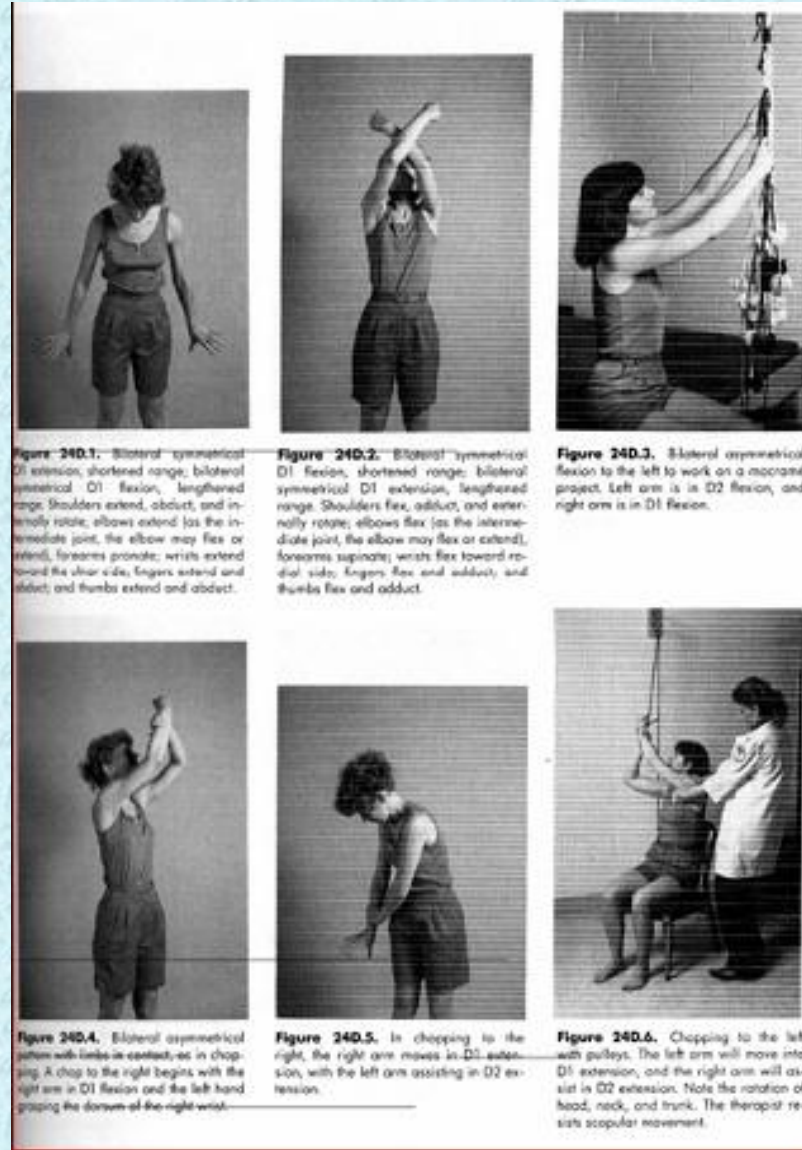 Figure 24D.1. Bilateral symmetrical
D1 extension, shortened range; bilateral
symmetrical D1 flexion, lengthened
range. Shoulders extend, abduct, and in-
ternally rotate; elbows extend (as the in-
termediate joint, the elbow may flex or
extend), forearms pronate; wrists extend
toward the ulnar side; fingers extend and
abduct; and thumbs extend and abduct.
Figure 24D.2. Bilateral symmetrical
D1 flexion, shortened range; bilateral
symmetrical D1 extension, lengthened
range. Shoulders flex, adduct, and exter-
nally rotate; elbows flex (as the interme-
diate joint, the elbow may flex or extend),
forearms supinate; wrists flex toward ra-
dial side; fingers flex and adduct; and
thumbs flex and adduct.
Figure 24D.3. Bilateral asymmetrical
flexion to the left to work on a macrame
project. Left arm is in D2 flexion, and
right arm is in D1 flexion.
Figure 24D.4. Bilateral asymmetrical
pattern with limbs in contact, as in chop-
ping. A chop to the right begins with the
right arm in D1 flexion and the left hand
grasping the dorsum of the right wrist.
Figure 24D.5. In chopping to the
right, the right arm moves in D1 exten-
sion, with the left arm assisting in D2 ex-
tension.
Figure 24D.6. Chopping to the left
with pulleys. The left arm will move into
D1 extension, and the right arm will as-
sist in D2 extension. Note the rotation of
head, neck, and trunk. The therapist re-
sists scapular movement.